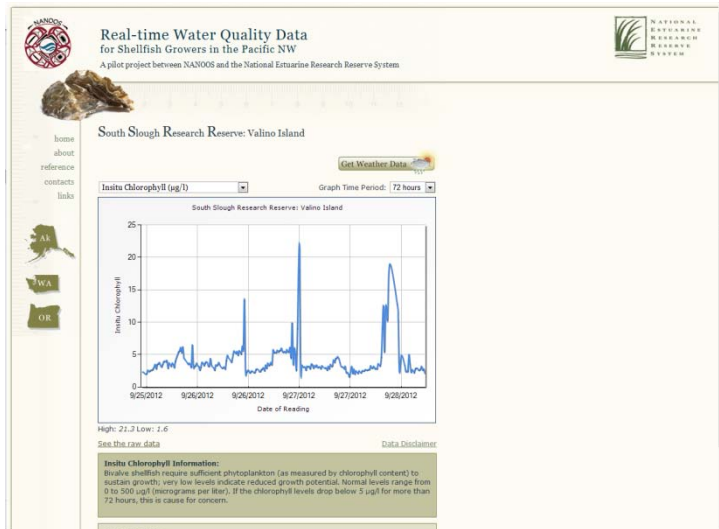 NANOOS
Real-time Water Quality Data
for Shellfish Growers in the Pacific NW
A pilot project between NANOOS and the National Estuarine Research Reserve System
NATIONAL
ESTUARINE
RESEARCH
RESERVE
SYSTEM
home
about
reference
contacts
links
Ak
WA
OR
South Slough Research Reserve: Valino Island
Get Weather Data
Insitu Chlorophyll (µg/l)
Graph Time Period: 72 hours
South Slough Research Reserve: Valino Island
Insitu Chlorophyll
25
20
15
10
5
0
9/25/2012 9/26/2012 9/26/2012 9/27/2012 9/27/2012 9/28/2012
Date of Reading
High: 21.3 Low: 1.6
See the raw data
Data Disclaimer
Insitu Chlorophyll Information:
Bivalve shellfish require sufficient phytoplankton (as measured by chlorophyll content) to
sustain growth; very low levels indicate reduced growth potential. Normal levels range from
0 to 500 µg/l (micrograms per liter). If the chlorophyll levels drop below 5 µg/l for more than
72 hours, this is cause for concern.